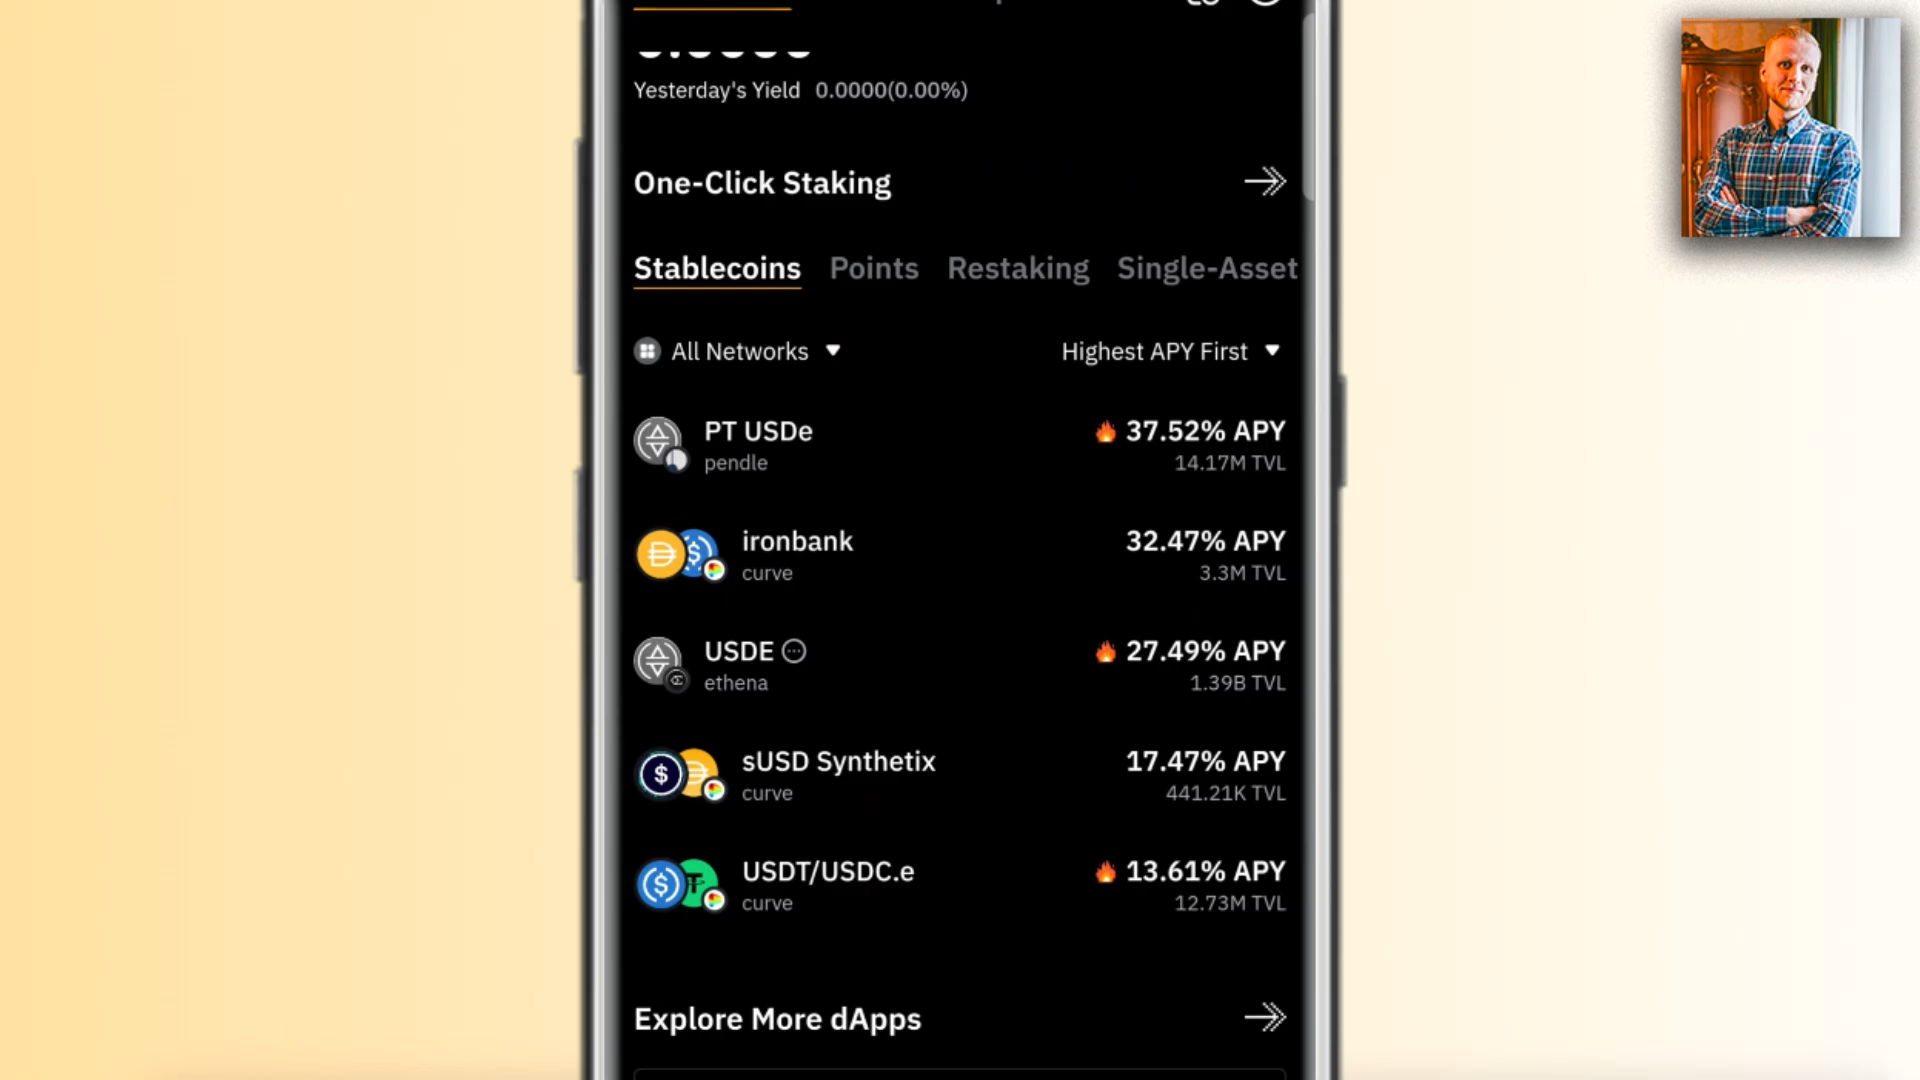 Yesterday's Yield 0.0000(0.00%)
One-Click Staking
Stablecoins Points Restaking Single-Asset
All Networks Highest APY First
PT USDe 37.52% APY
pendle 14.17M TVL
ironbank 32.47% APY
curve 3.3M TVL
USDE 27.49% APY
ethena 1.39B TVL
sUSD Synthetix 17.47% APY
curve 441.21K TVL
USDT/USDC.e 13.61% APY
curve 12.73M TVL
Explore More dApps